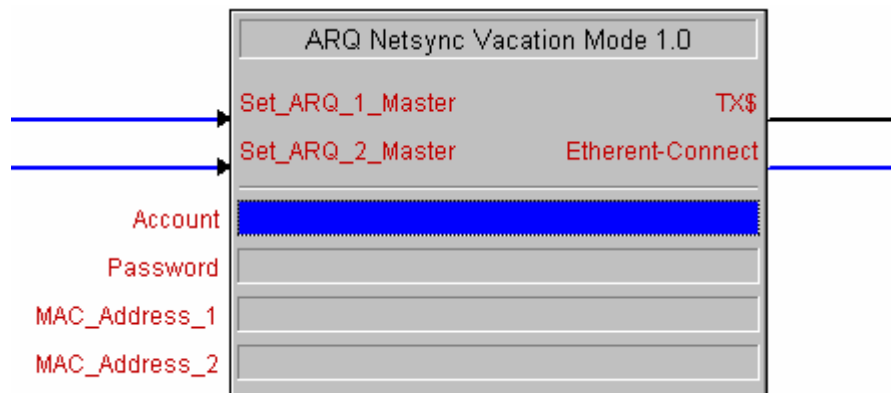 ARQ Netsync Vacation Mode 1.0
Set_ARQ_1_Master TX$
Set_ARQ_2_Master Etherent-Connect
Account
Password
MAC_Address_1
MAC_Address_2